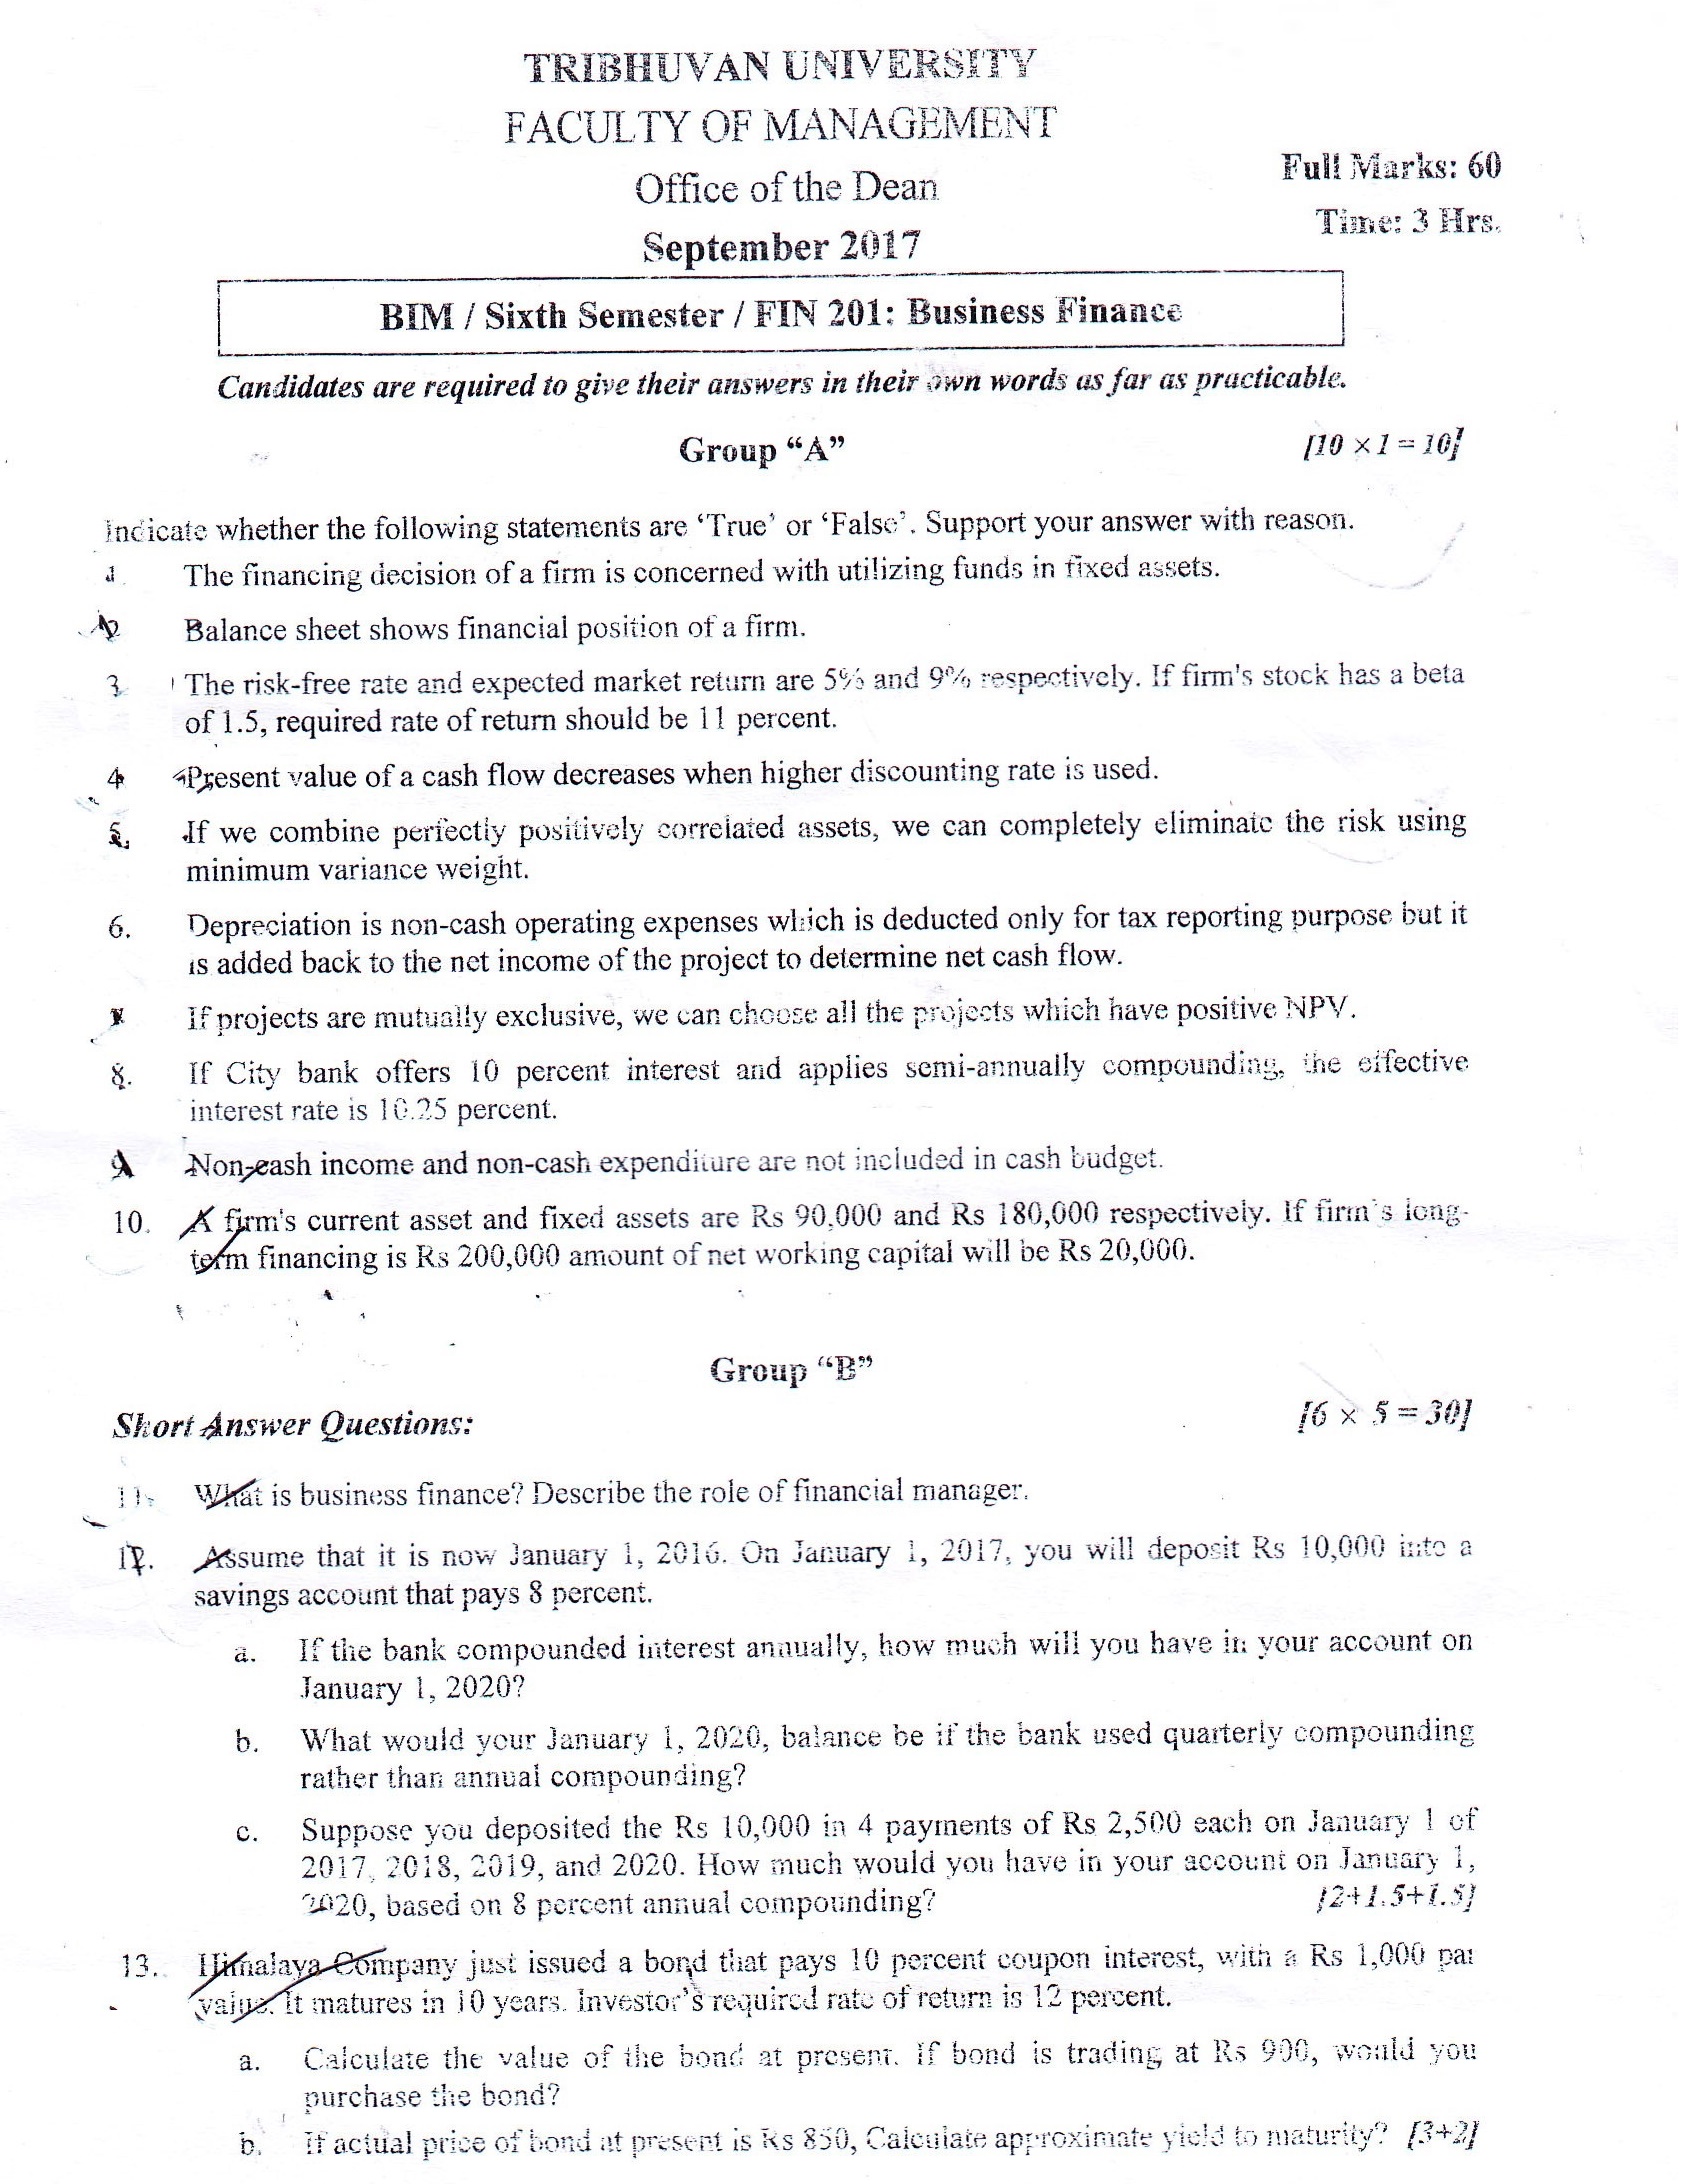 TRIBHUVAN UNIVERSITY
FACULTY OF MANAGEMENT
Office of the Dean
September 2017
Full Marks: 60
Time: 3 Hrs.
BIM / Sixth Semester / FIN 201: Business Finance
Candidates are required to give their answers in their own words as far as practicable.
Group “A”
[10 × 1 = 10]
Indicate whether the following statements are ‘True’ or ‘False’. Support your answer with reason.
1. The financing decision of a firm is concerned with utilizing funds in fixed assets.
2 Balance sheet shows financial position of a firm.
3. The risk-free rate and expected market return are 5% and 9% respectively. If firm's stock has a beta
of 1.5, required rate of return should be 11 percent.
4 Present value of a cash flow decreases when higher discounting rate is used.
5. If we combine perfectly positively correlated assets, we can completely eliminate the risk using
minimum variance weight.
6. Depreciation is non-cash operating expenses which is deducted only for tax reporting purpose but it
is added back to the net income of the project to determine net cash flow.
If projects are mutually exclusive, we can choose all the projects which have positive NPV.
8. If City bank offers 10 percent interest and applies semi-annually compounding, the effective
interest rate is 10.25 percent.
9 Non-cash income and non-cash expenditure are not included in cash budget.
10. A firm's current asset and fixed assets are Rs 90,000 and Rs 180,000 respectively. If firm's long-
term financing is Rs 200,000 amount of net working capital will be Rs 20,000.
Group “B”
Short Answer Questions:
[6 × 5 = 30]
11. What is business finance? Describe the role of financial manager.
12. Assume that it is now January 1, 2016. On January 1, 2017, you will deposit Rs 10,000 into a
savings account that pays 8 percent.
a. If the bank compounded interest annually, how much will you have in your account on
January 1, 2020?
b. What would your January 1, 2020, balance be if the bank used quarterly compounding
rather than annual compounding?
c. Suppose you deposited the Rs 10,000 in 4 payments of Rs 2,500 each on January 1 of
2017, 2018, 2019, and 2020. How much would you have in your account on January 1,
2020, based on 8 percent annual compounding? [2+1.5+1.5]
13. Himalaya Company just issued a bond that pays 10 percent coupon interest, with a Rs 1,000 par
value. It matures in 10 years. Investor's required rate of return is 12 percent.
a. Calculate the value of the bond at present. If bond is trading at Rs 900, would you
purchase the bond?
b. If actual price of bond at present is Rs 850, Calculate approximate yield to maturity? [3+2]